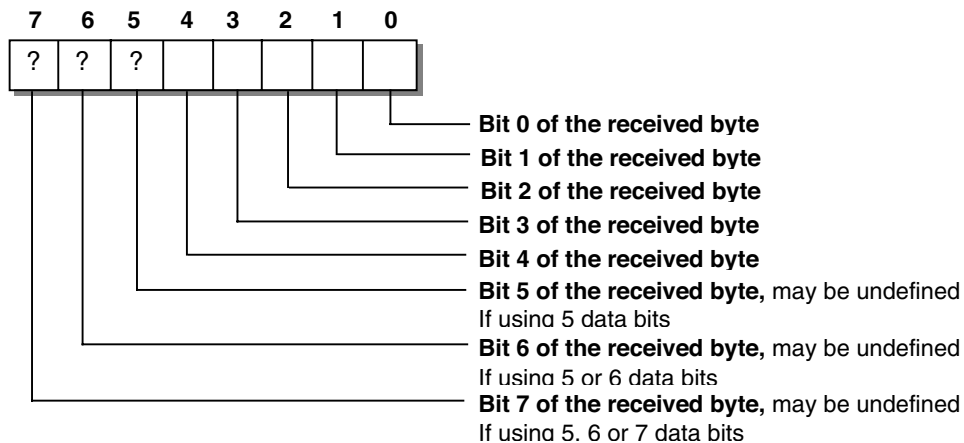 7 6 5 4 3 2 1 0
? ? ?
Bit 0 of the received byte
Bit 1 of the received byte
Bit 2 of the received byte
Bit 3 of the received byte
Bit 4 of the received byte
Bit 5 of the received byte, may be undefined
If using 5 data bits
Bit 6 of the received byte, may be undefined
If using 5 or 6 data bits
Bit 7 of the received byte, may be undefined
If using 5, 6 or 7 data bits